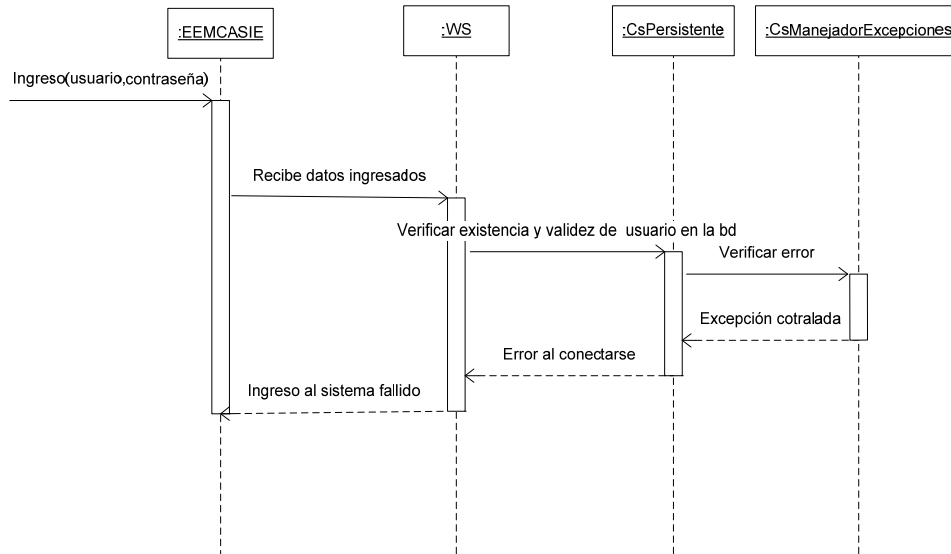 :EEMCASIE
:WS
:CsPersistente
:CsManejadorExcepciones
Ingreso(usuario,contraseña)
Recibe datos ingresados
Verificar existencia y validez de usuario en la bd
Verificar error
Excepción cotralada
Error al conectarse
Ingreso al sistema fallido